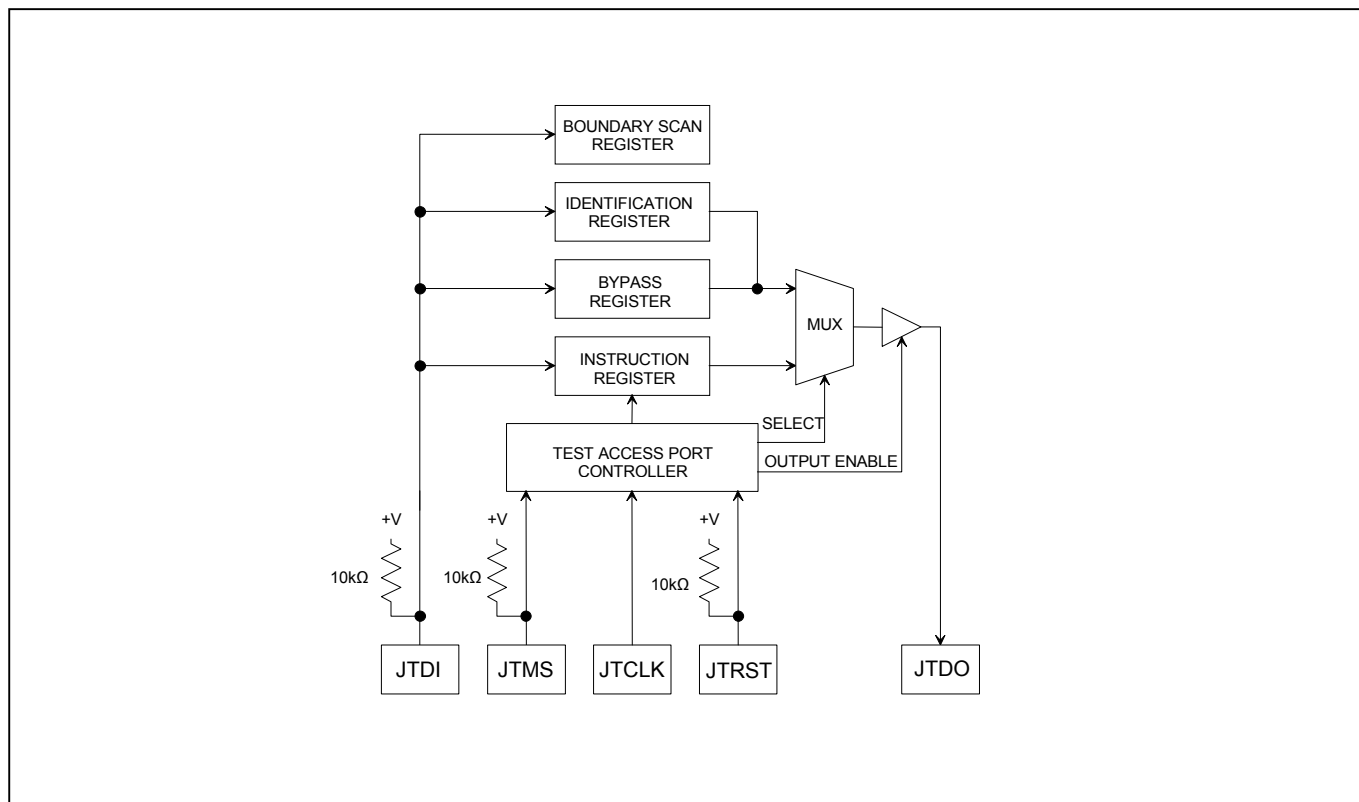 BOUNDARY SCAN
REGISTER
IDENTIFICATION
REGISTER
BYPASS
REGISTER
MUX
INSTRUCTION
REGISTER
SELECT
TEST ACCESS PORT
CONTROLLER
OUTPUT ENABLE
+V
+V
+V
10kΩ
10kΩ
10kΩ
JTDI
JTMS
JTCLK
JTRST
JTDO